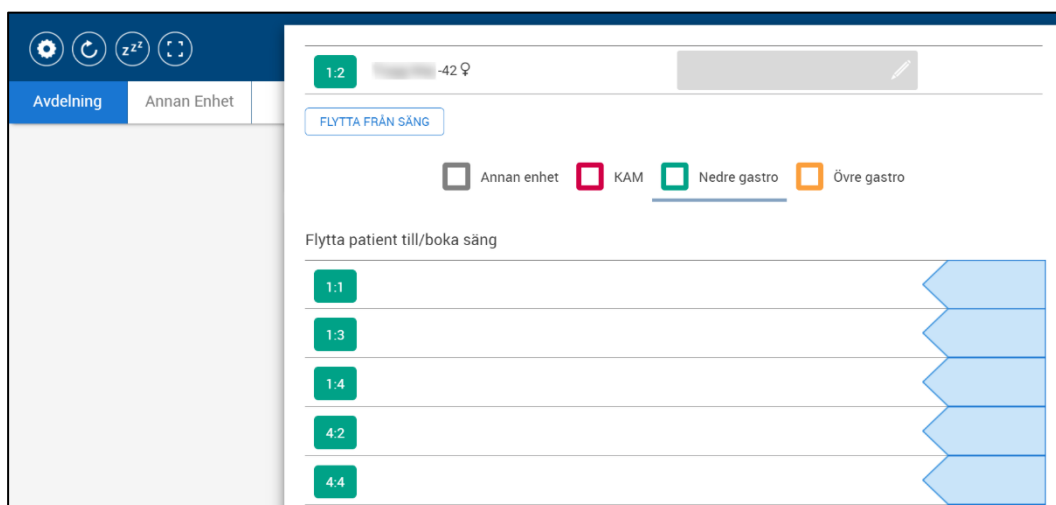 zzz
1:2 -42 ♀
Avdelning Annan Enhet
FLYTTA FRÅN SÄNG
Annan enhet KAM Nedre gastro Övre gastro
Flytta patient till/boka säng
1:1
1:3
1:4
4:2
4:4